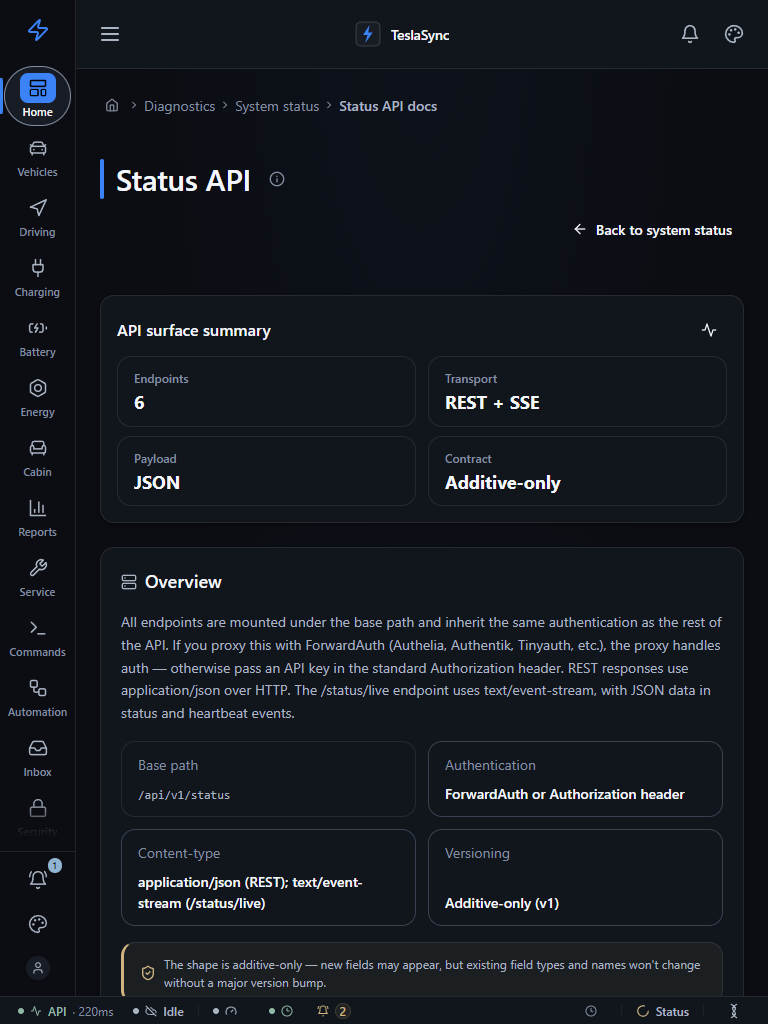 TeslaSync
Home
Vehicles
Driving
Charging
Battery
Energy
Cabin
Reports
Service
Commands
Automation
Inbox
Security
1
Diagnostics > System status > Status API docs
Status API
← Back to system status
API surface summary
Endpoints
6
Transport
REST + SSE
Payload
JSON
Contract
Additive-only
Overview
All endpoints are mounted under the base path and inherit the same authentication as the rest of
the API. If you proxy this with ForwardAuth (Authelia, Authentik, Tinyauth, etc.), the proxy handles
auth — otherwise pass an API key in the standard Authorization header. REST responses use
application/json over HTTP. The /status/live endpoint uses text/event-stream, with JSON data in
status and heartbeat events.
Base path
/api/v1/status
Authentication
ForwardAuth or Authorization header
Content-type
application/json (REST); text/event-
stream (/status/live)
Versioning
Additive-only (v1)
The shape is additive-only — new fields may appear, but existing field types and names won't change
without a major version bump.
API · 220ms
Idle
2
Status